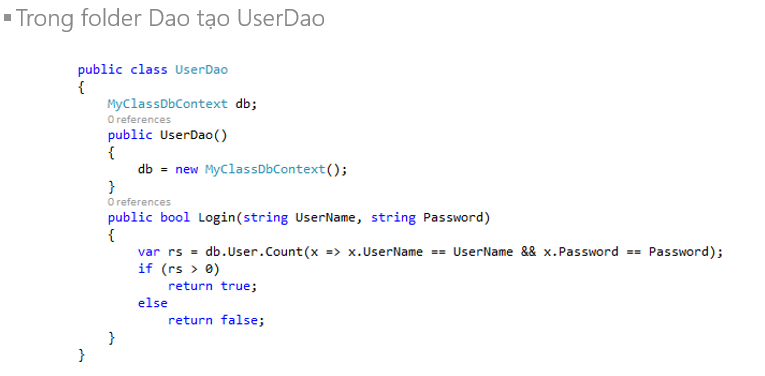 ▪Trong folder Dao tạo UserDao
public class UserDao
{
MyClassDbContext db;
0 references
public UserDao()
{
db = new MyClassDbContext();
}
0 references
public bool Login(string UserName, string Password)
{
var rs = db.User.Count(x => x.UserName == UserName && x.Password == Password);
if (rs > 0)
return true;
else
return false;
}
}